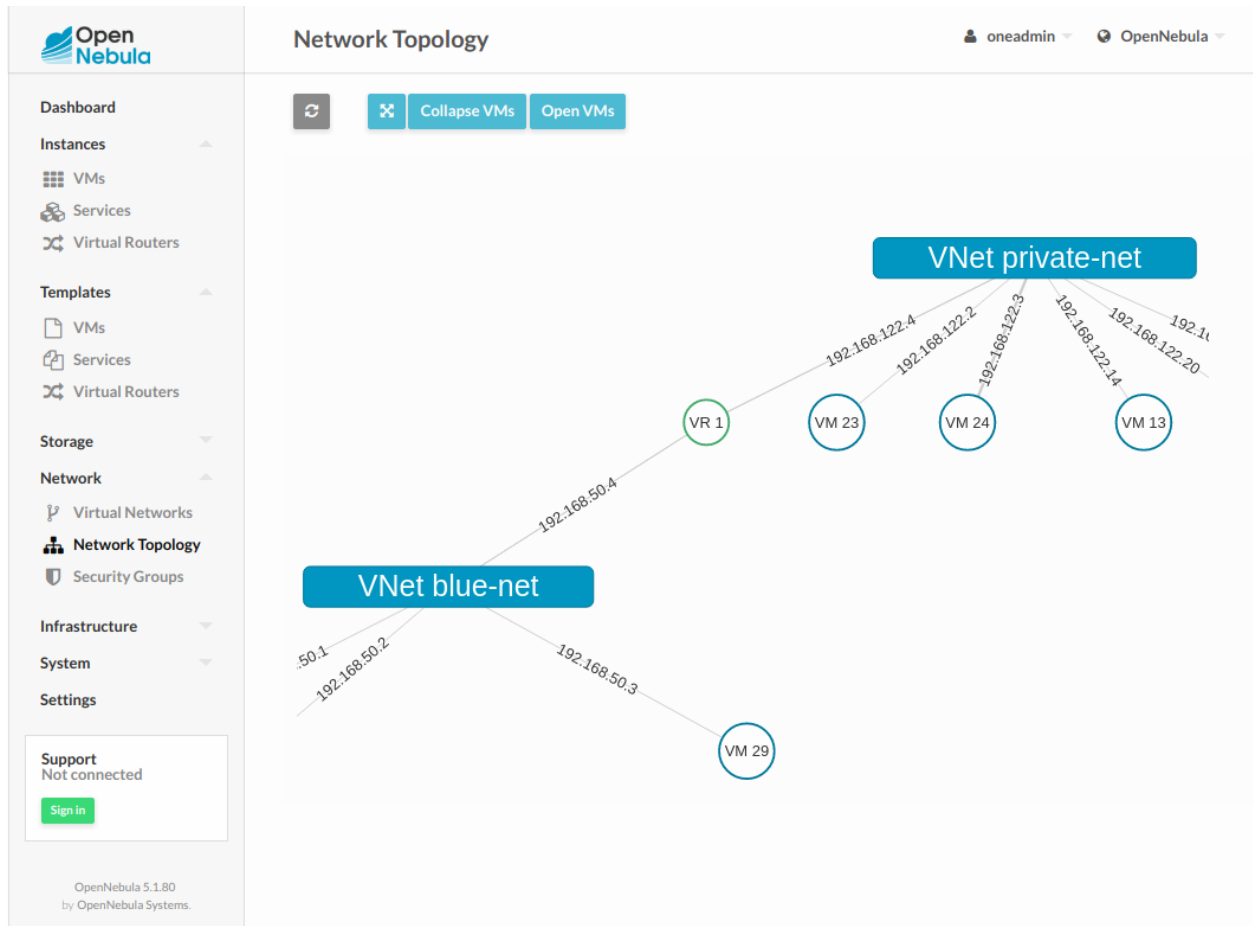 Open
Nebula
Network Topology
oneadmin
OpenNebula
Dashboard
Instances
VMs
Services
Virtual Routers
Templates
VMs
Services
Virtual Routers
Storage
Network
Virtual Networks
Network Topology
Security Groups
Infrastructure
System
Settings
Support
Not connected
Sign in
OpenNebula 5.1.80
by OpenNebula Systems.
Collapse VMs
Open VMs
VNet private-net
192.168.122.4
192.168.122.2
192.168.122.3
192.168.122.14
192.168.122.20
VR 1
VM 23
VM 24
VM 13
192.168.50.4
VNet blue-net
.50.1
192.168.50.2
192.168.50.3
VM 29